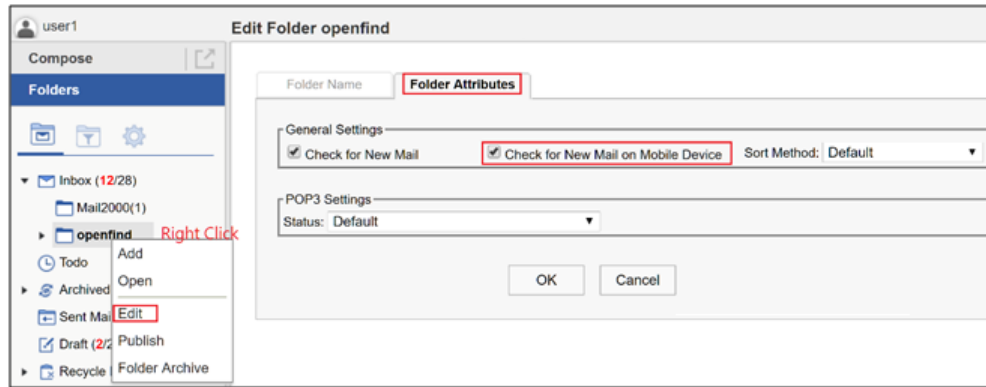 user1
Edit Folder openfind
Compose
Folders
Folder Name
Folder Attributes
General Settings
Check for New Mail
Check for New Mail on Mobile Device
Sort Method: Default
POP3 Settings
Status: Default
OK
Cancel
Inbox (12/28)
Mail2000(1)
openfind
Right Click
Todo
Archived
Sent Mai
Draft (2/2
Recycle
Add
Open
Edit
Publish
Folder Archive